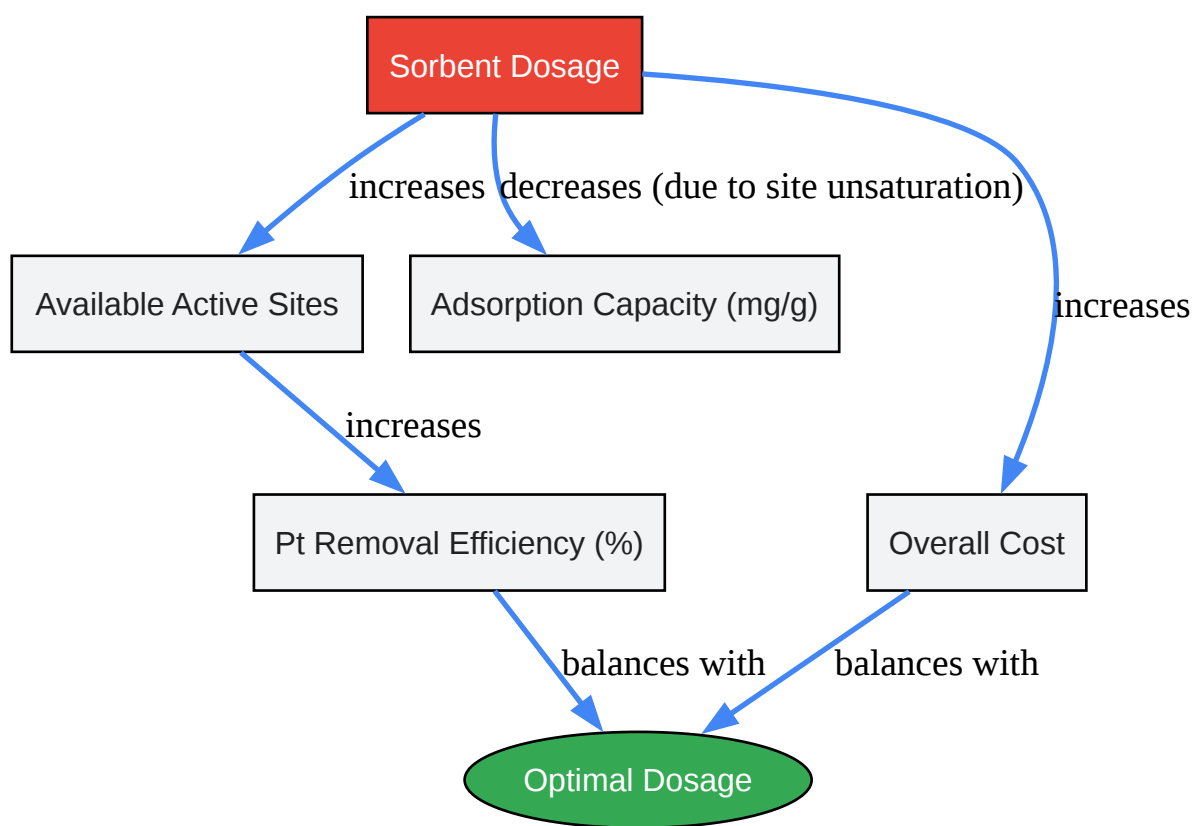 Sorbent Dosage
increases
decreases (due to site unsaturation)
Available Active Sites
Adsorption Capacity (mg/g)
increases
increases
Pt Removal Efficiency (%)
Overall Cost
balances with
balances with
Optimal Dosage